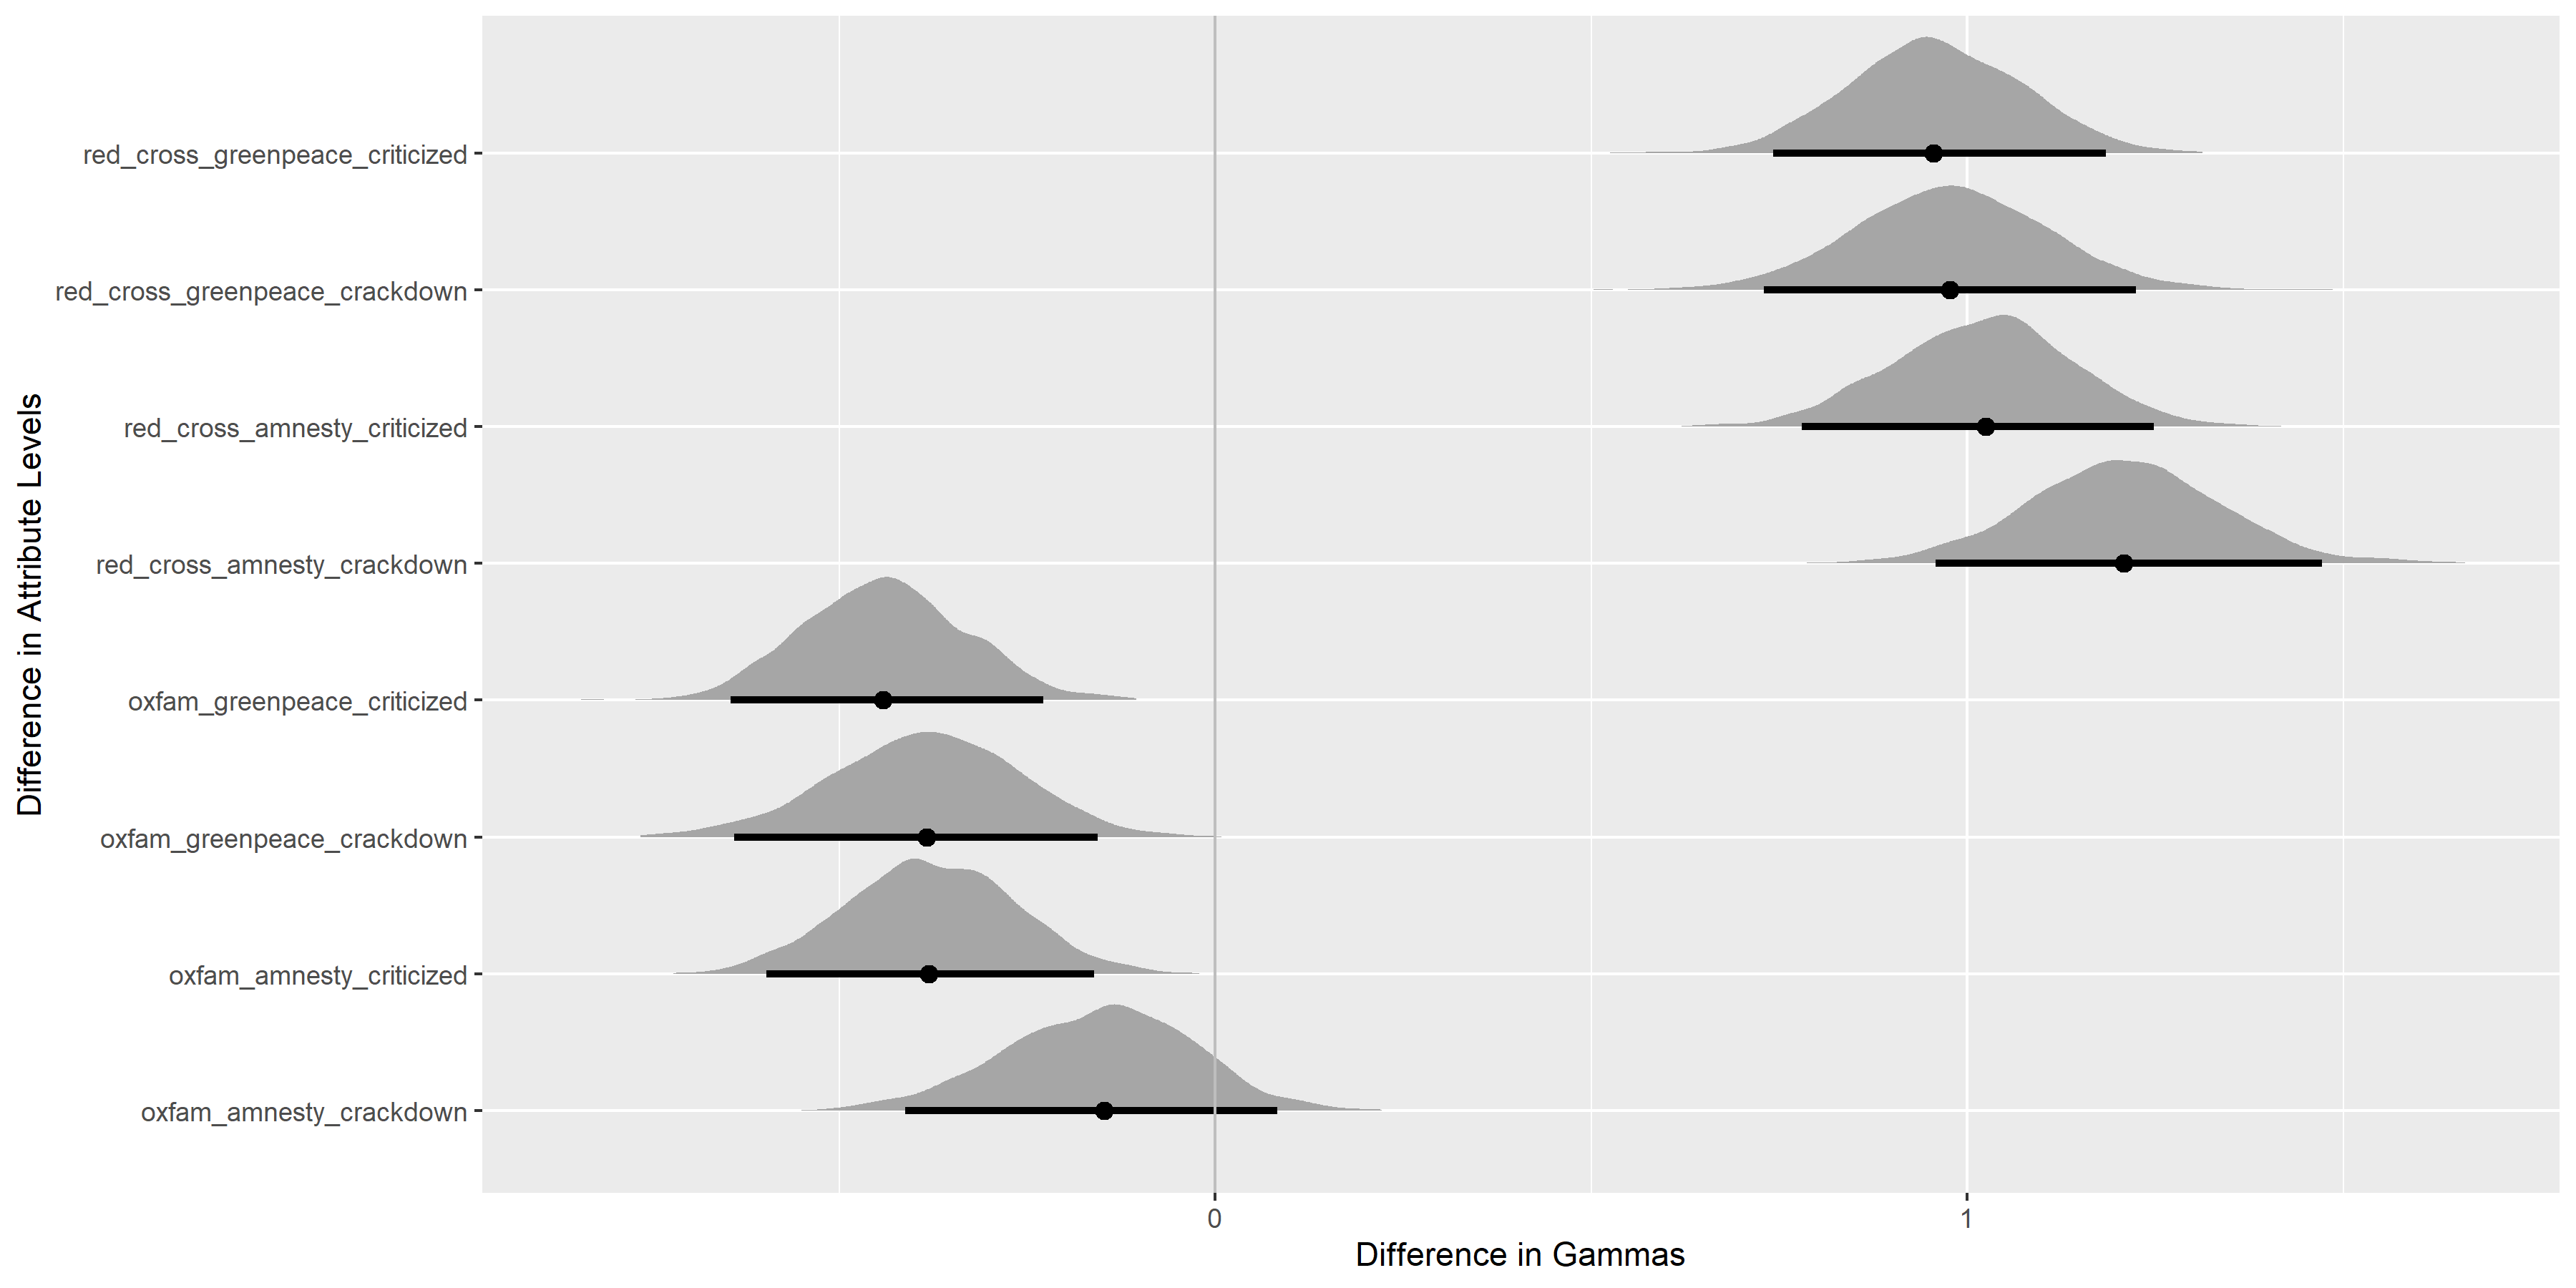 red_cross_greenpeace_criticized
red_cross_greenpeace_crackdown
red_cross_amnesty_criticized
red_cross_amnesty_crackdown
oxfam_greenpeace_criticized
oxfam_greenpeace_crackdown
oxfam_amnesty_criticized
oxfam_amnesty_crackdown
Difference in Attribute Levels
0 1
Difference in Gammas